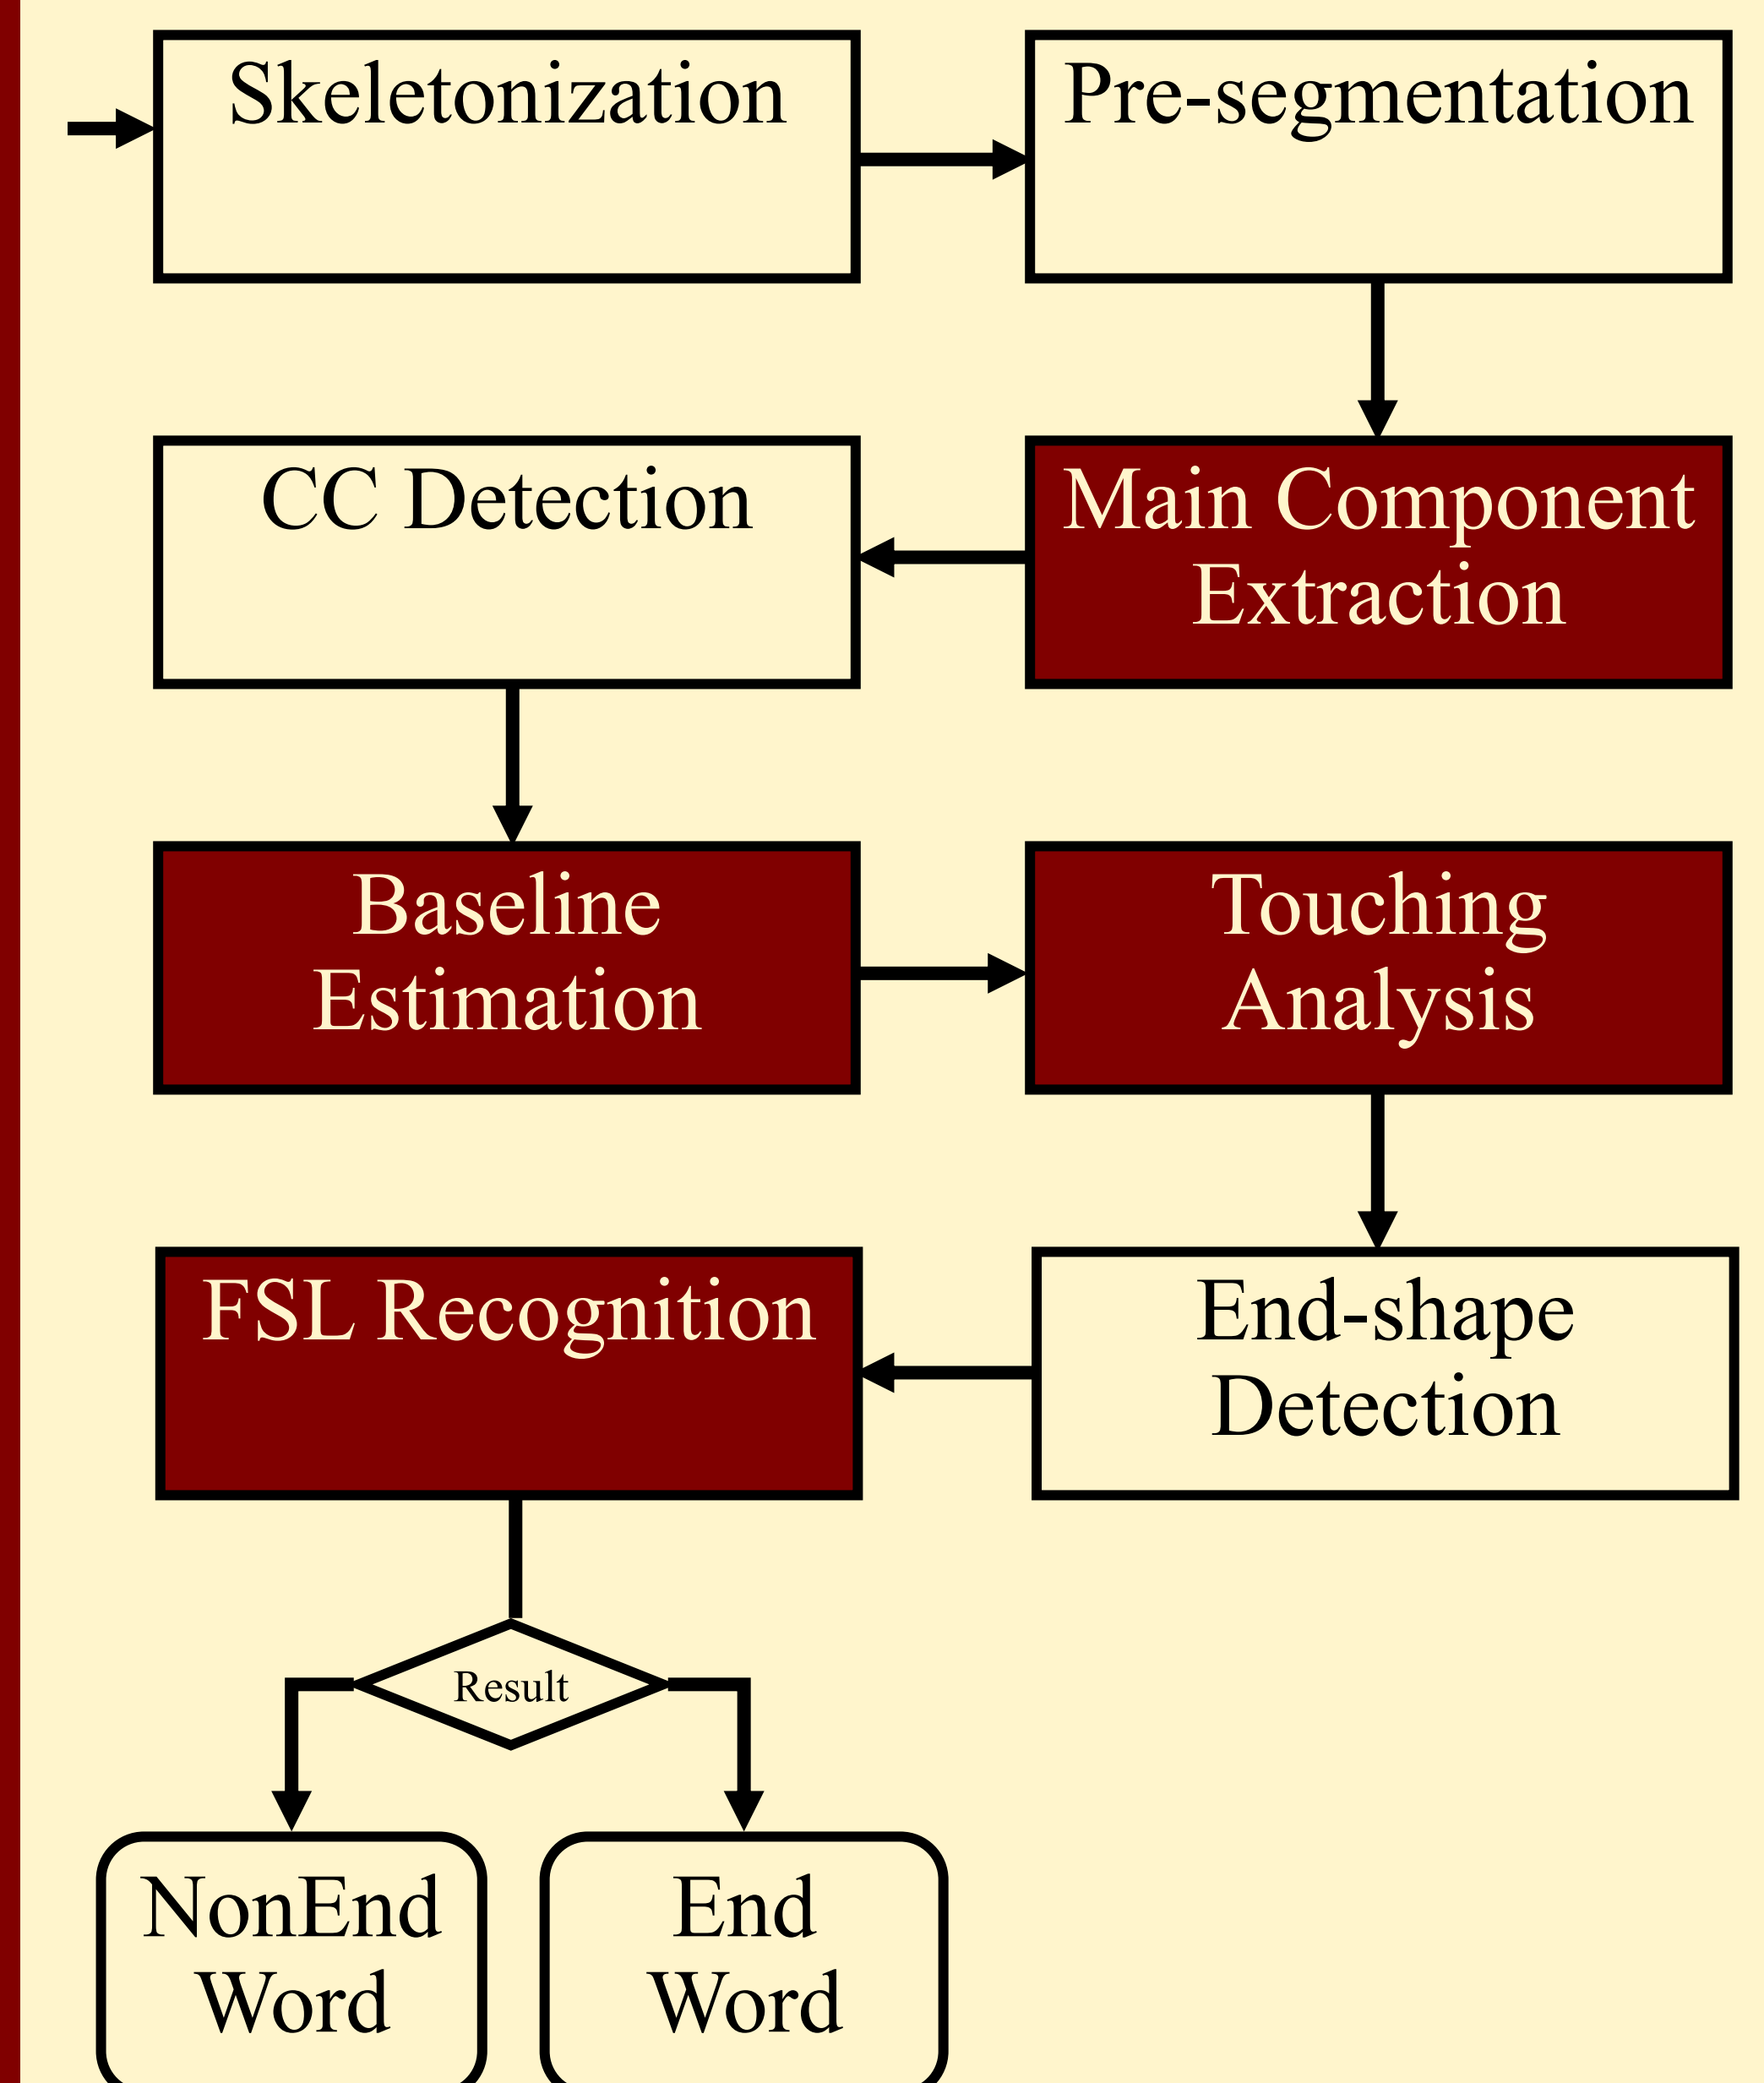 Skeletonization
Pre-segmentation
Main Component
Extraction
CC Detection
Baseline
Estimation
Touching
Analysis
End-shape
Detection
FSL Recognition
Result
NonEnd
Word
End
Word